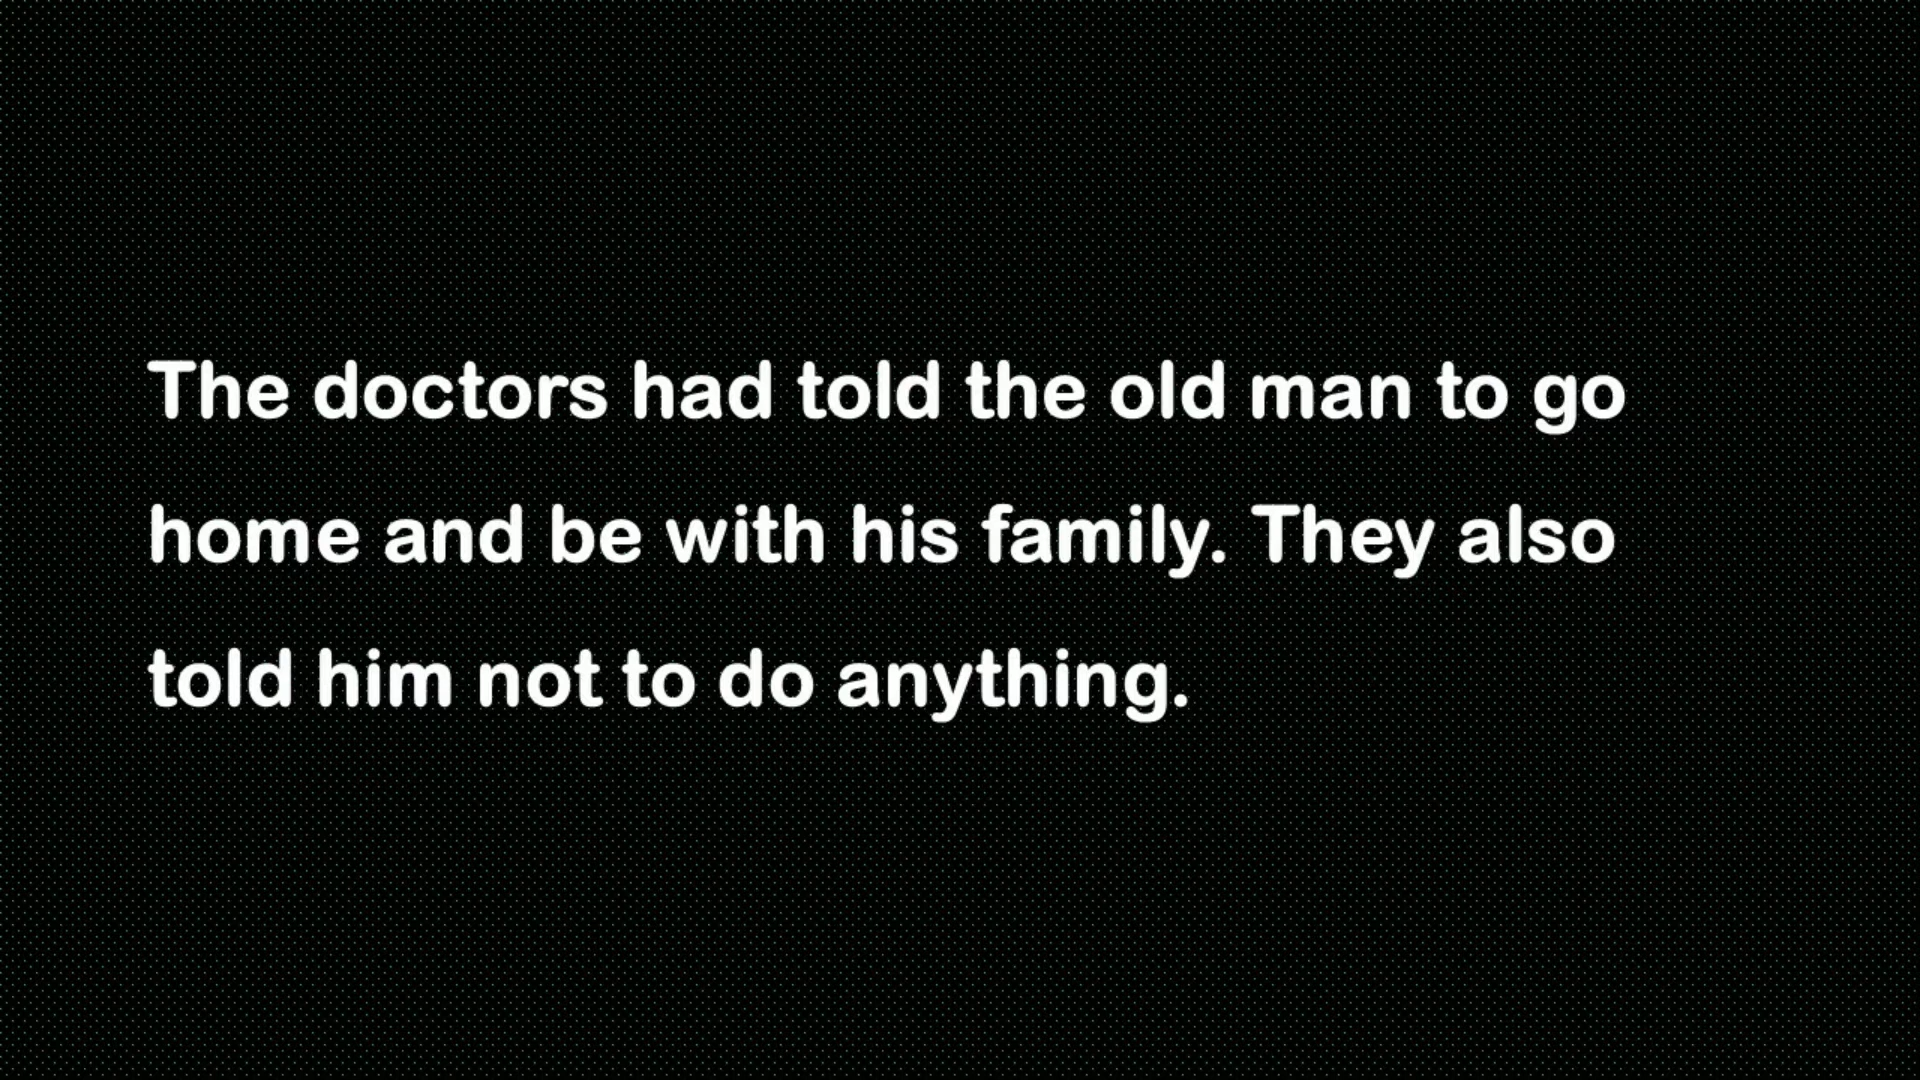 The doctors had told the old man to go
home and be with his family. They also
told him not to do anything.